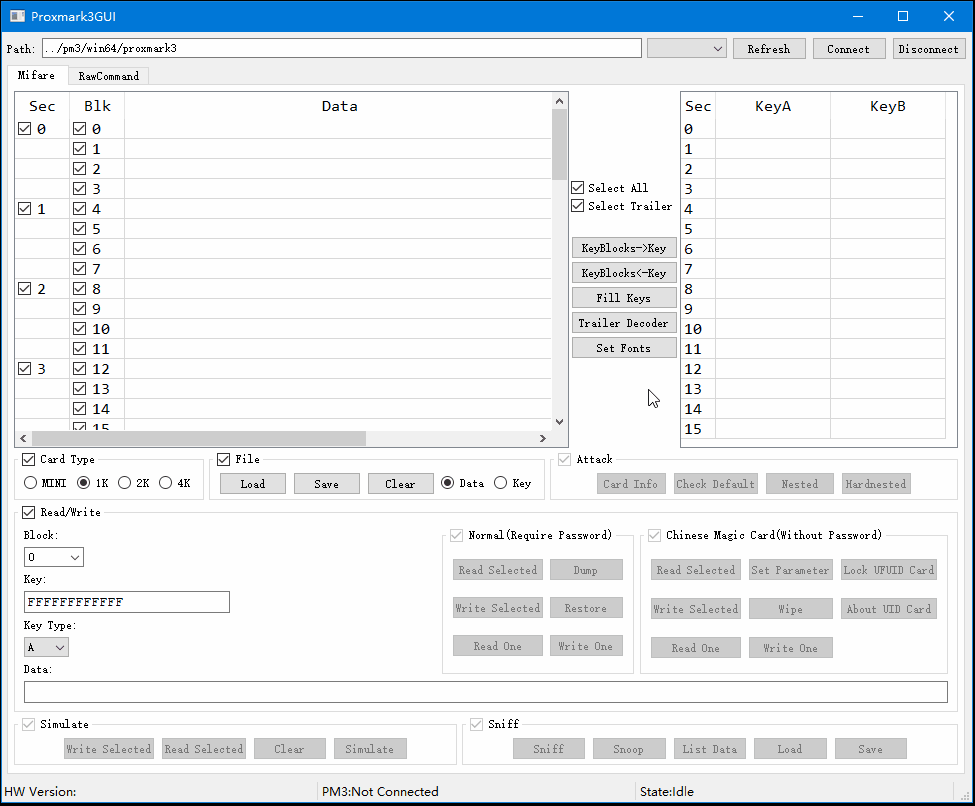 Proxmark3GUI
Path: ../pm3/win64/proxmark3 Refresh Connect Disconnect
Mifare RawCommand
Sec Blk Data Sec KeyA KeyB
0 0 0
1 1
2 2
3 3
Select All
1 4 4
Select Trailer
5 5
6 6
KeyBlocks->Key
7 7
KeyBlocks<-Key
2 8 8
Fill Keys
9 9
10 10
Trailer Decoder
11 11
Set Fonts
3 12 12
13 13
14 14
15 15
Card Type File Attack
MINI 1K 2K 4K Load Save Clear Data Key Card Info Check Default Nested Hardnested
Read/Write
Block: Normal(Require Password) Chinese Magic Card(Without Password)
0
Read Selected Dump Read Selected Set Parameter Lock UFUID Card
Key:
FFFFFFFFFFFF
Write Selected Restore Write Selected Wipe About UID Card
Key Type:
A
Read One Write One Read One Write One
Data:
Simulate Sniff
Write Selected Read Selected Clear Simulate Sniff Snoop List Data Load Save
HW Version: PM3:Not Connected State:Idle